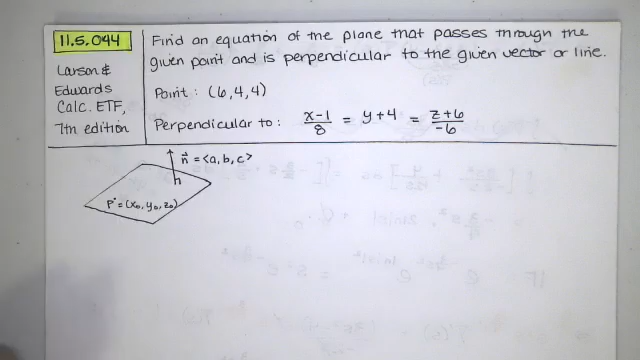 11.5.044
Larson &
Edwards
Calc. ETF,
7th edition
Find an equation of the plane that passes through the
given point and is perpendicular to the given vector or line.
Point: (6,4,4)
Perpendicular to: x-1/8 = y+4 = z+6/-6
n⃗ = <a,b,c>
P = (x₀, y₀, z₀)